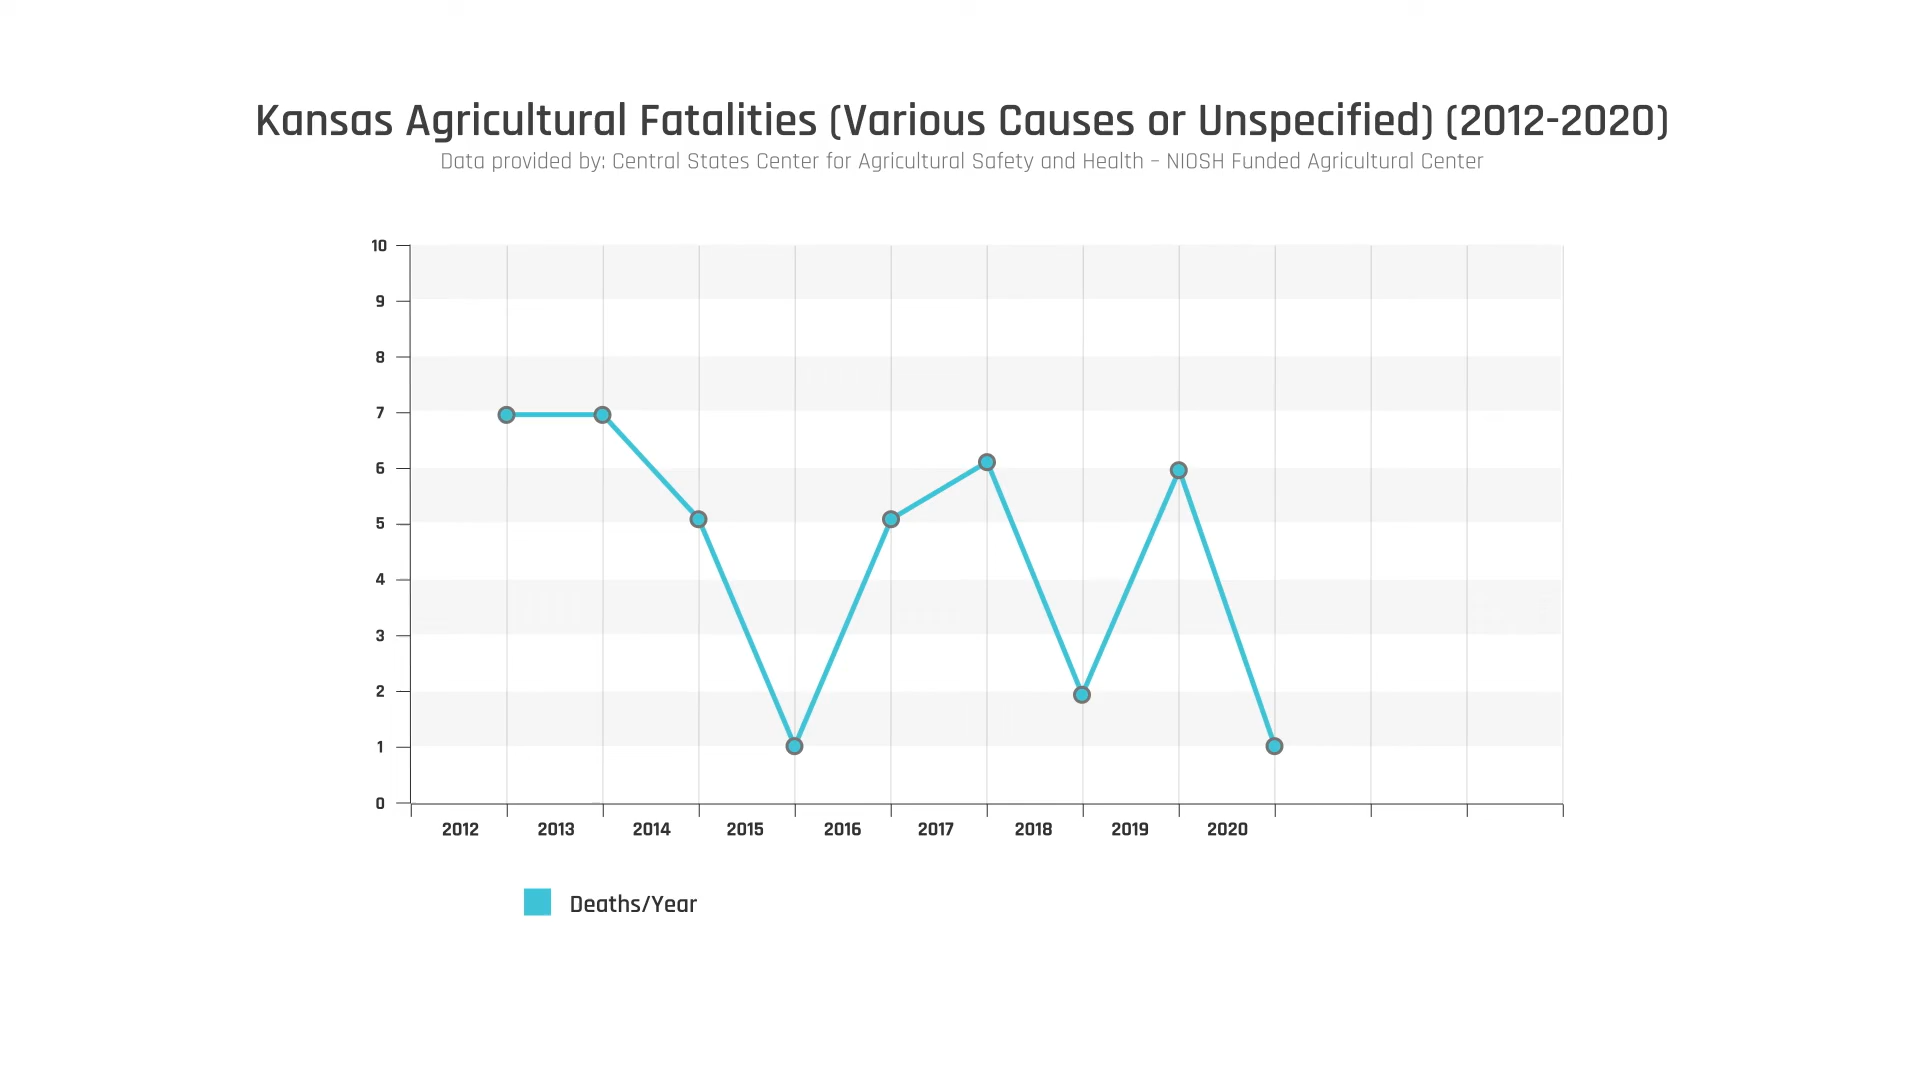 Kansas Agricultural Fatalities (Various Causes or Unspecified) (2012-2020)
Data provided by: Central States Center for Agricultural Safety and Health – NIOSH Funded Agricultural Center
10
9
8
7
6
5
4
3
2
1
0
2012 2013 2014 2015 2016 2017 2018 2019 2020
Deaths/Year